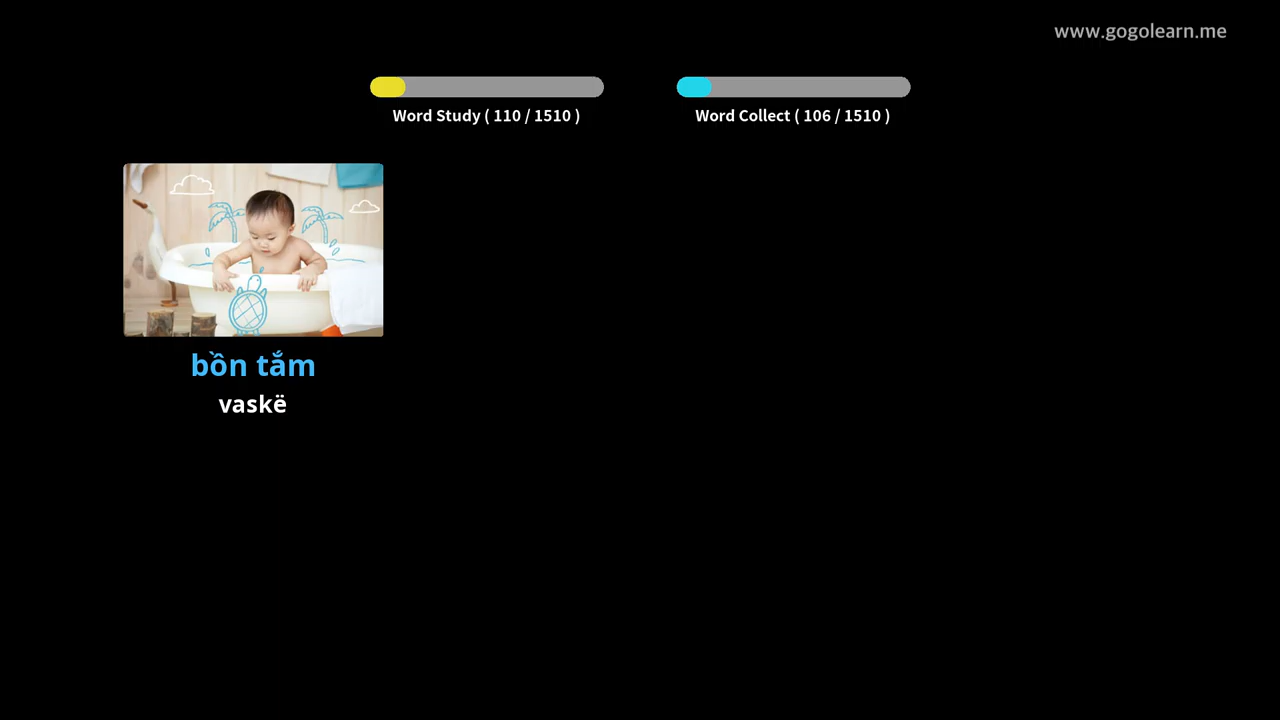 www.gogolearn.me
Word Study ( 110 / 1510 )
Word Collect ( 106 / 1510 )
bồn tắm
vaskë